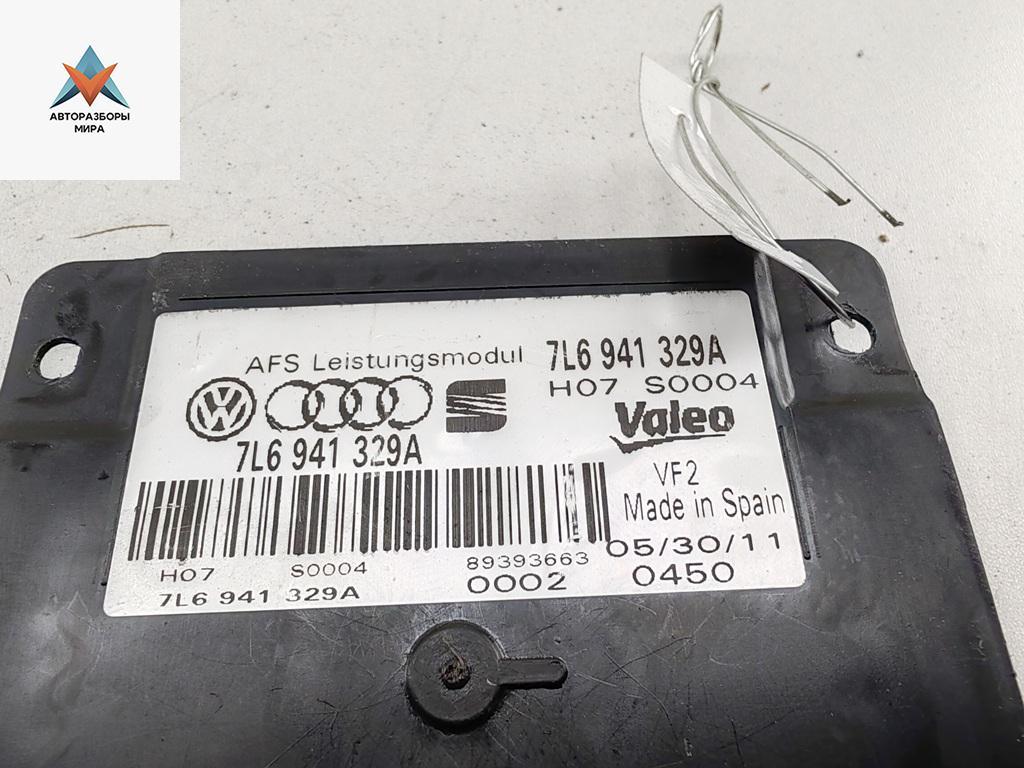 АВТОРАЗБОРЫ
МИРА
AFS Leistungsmodul 7L6 941 329A
H07 S0004
Valeo
7L6 941 329A
VF2
Made in Spain
H07 S0004 89393663 05/30/11
7L6 941 329A 0002 0450